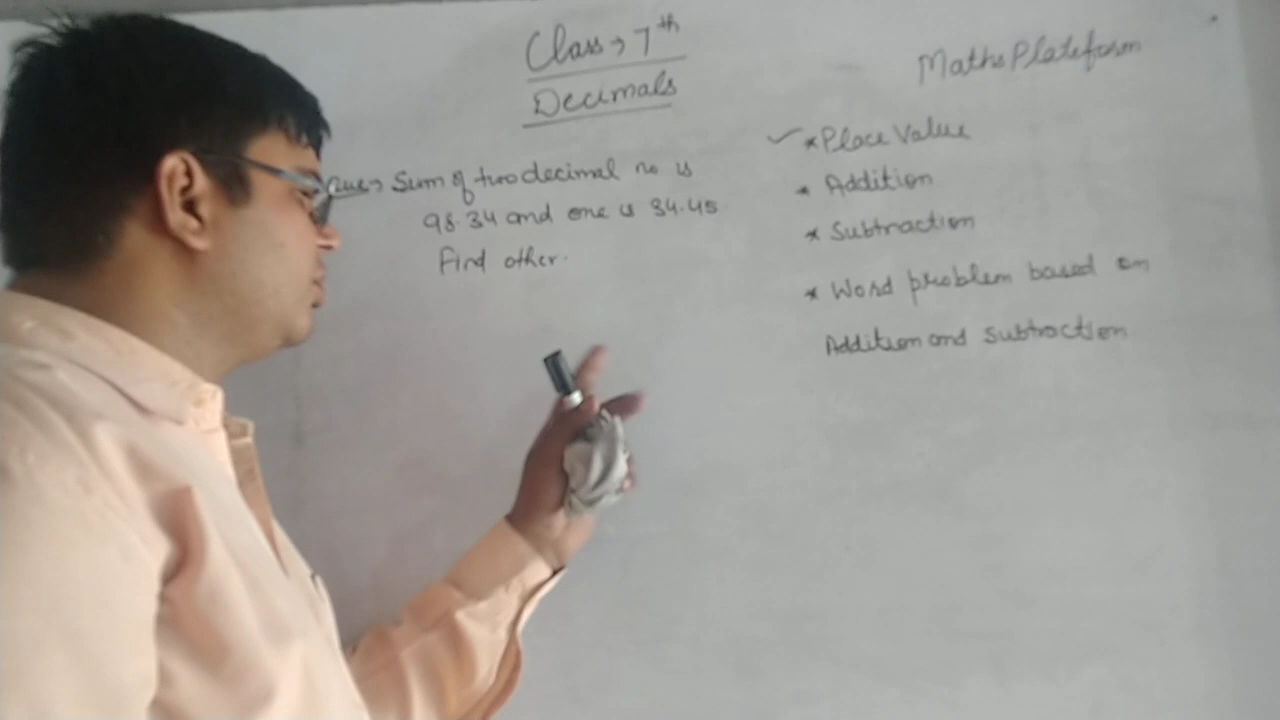 Class → 7th
Decimals
Maths Plateform
Que→ Sum of two decimal no is
98.34 and one is 34.45
Find other.
✓ * Place Value
* Addition
* Subtraction
* Word problem based on
Addition and Subtraction